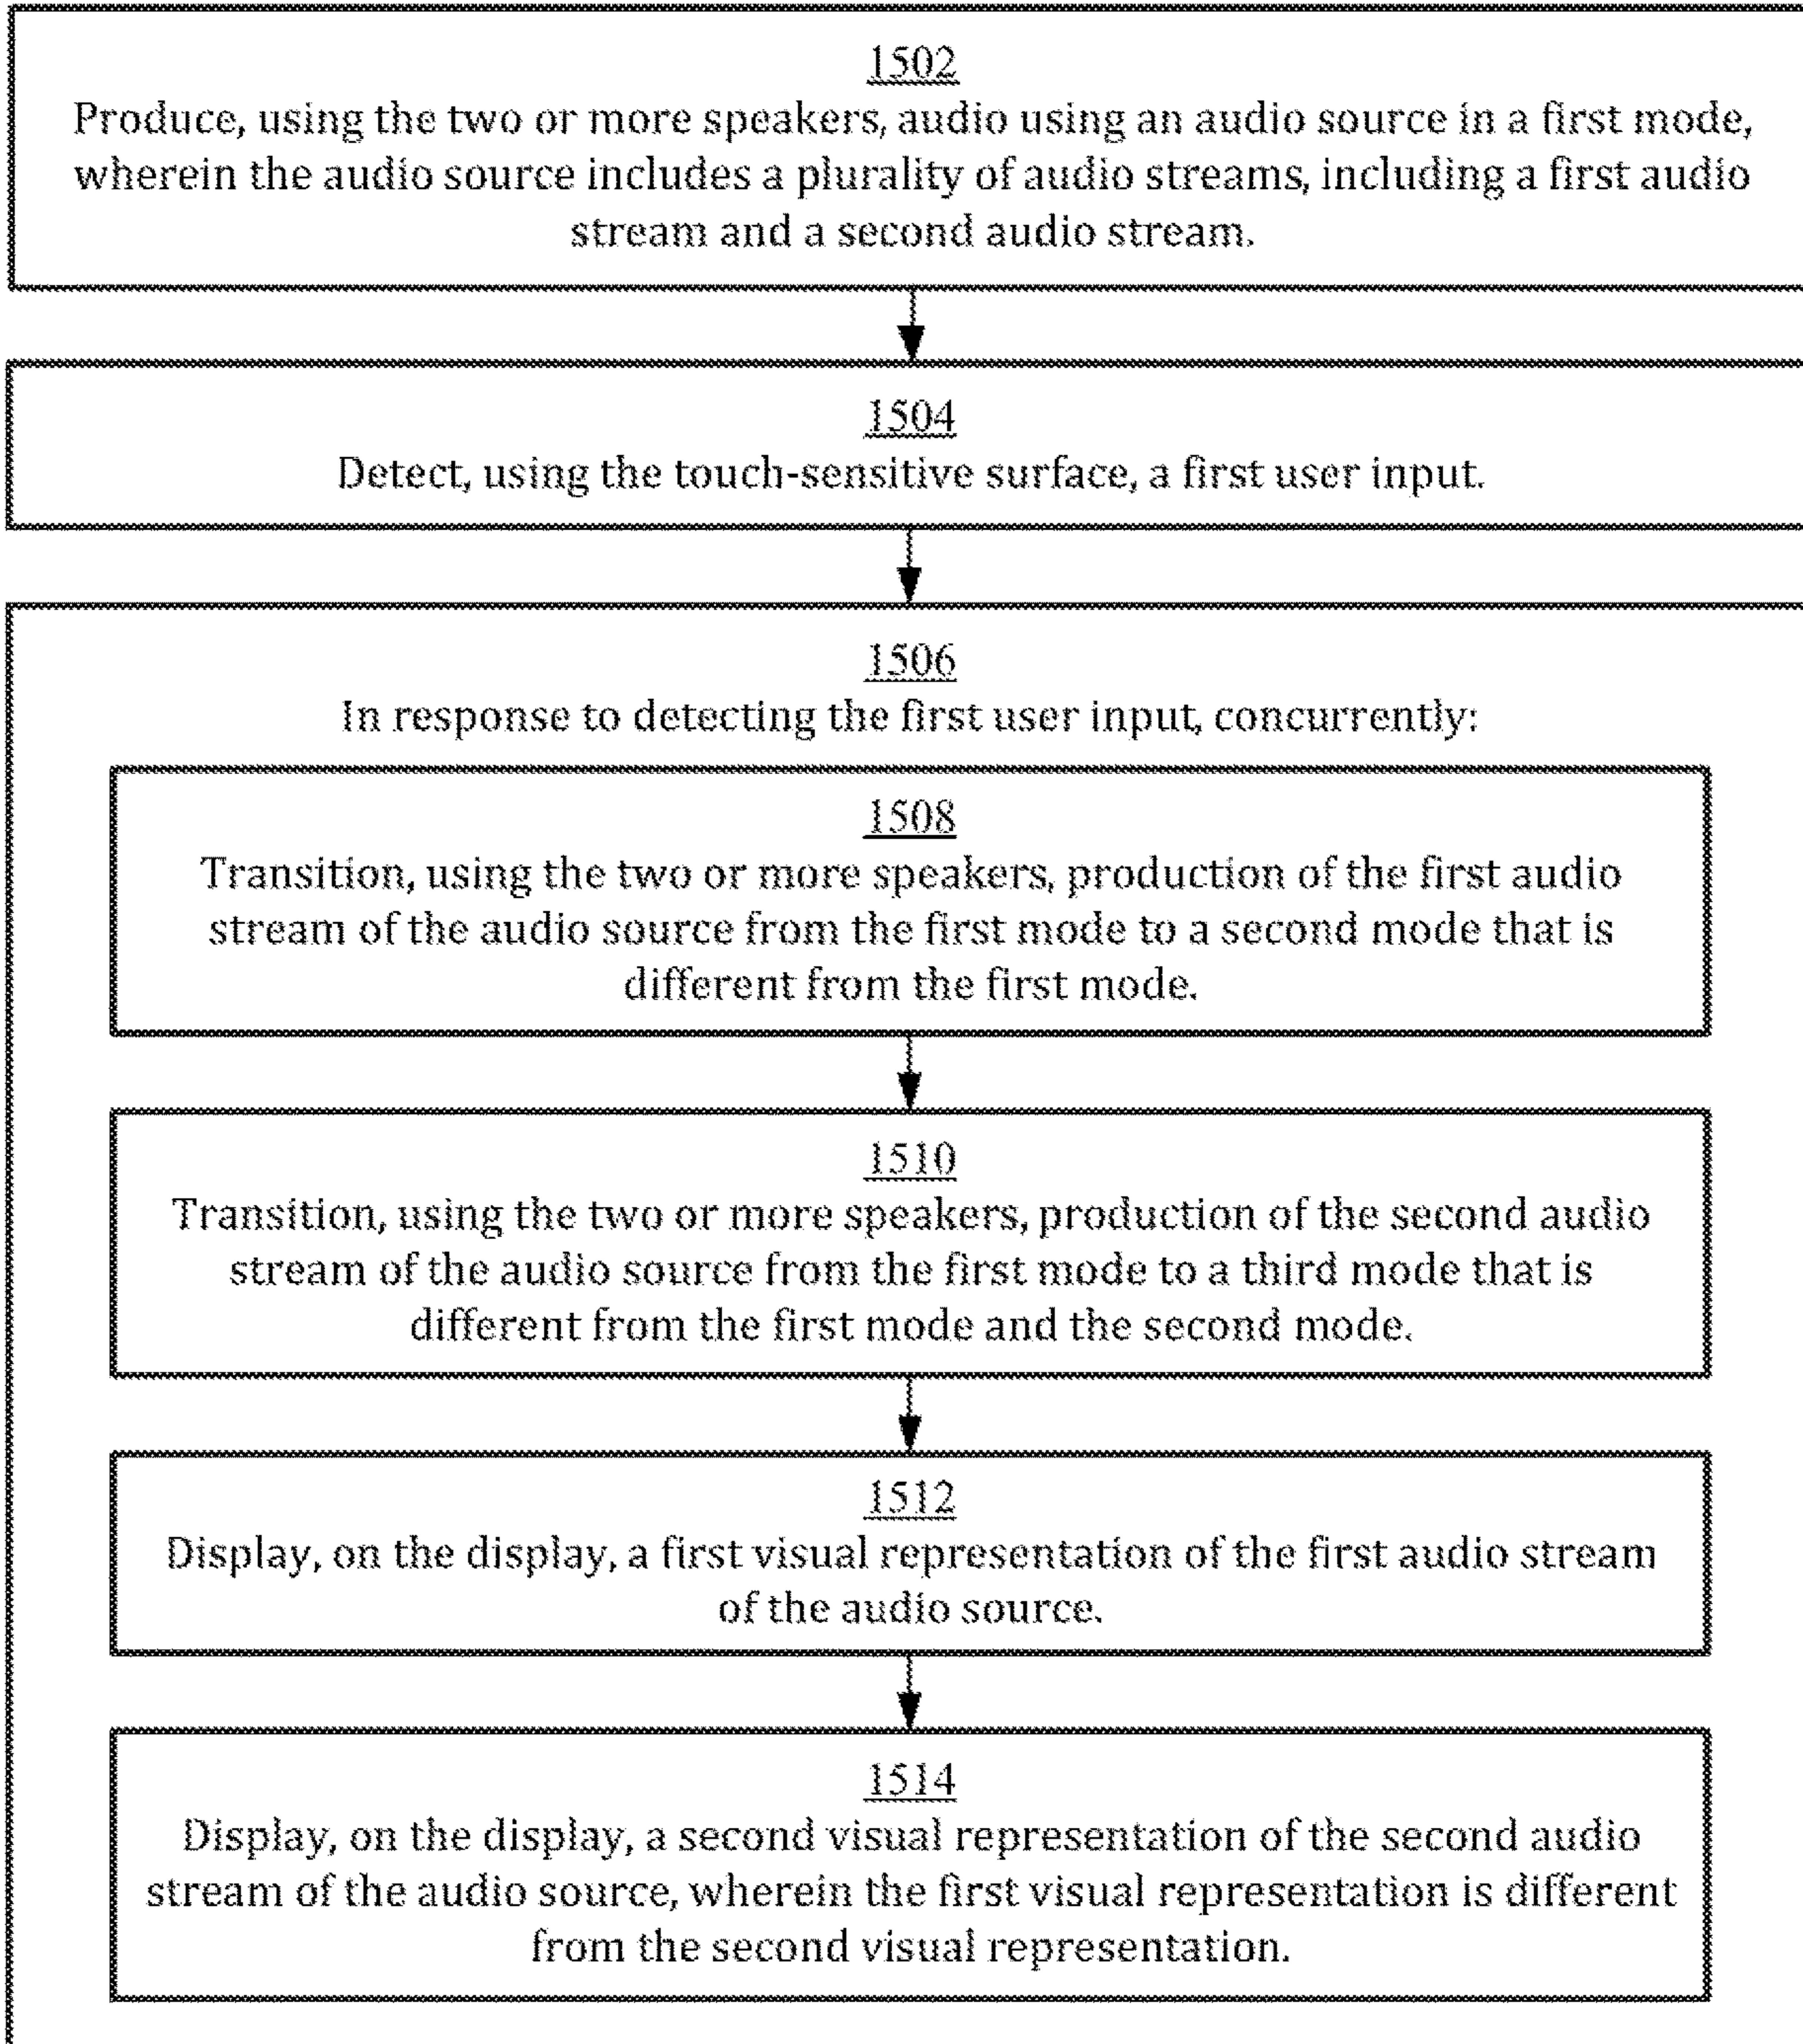 1502
Produce, using the two or more speakers, audio using an audio source in a first mode,
wherein the audio source includes a plurality of audio streams, including a first audio
stream and a second audio stream.
1504
Detect, using the touch-sensitive surface, a first user input.
1506
In response to detecting the first user input, concurrently:
1508
Transition, using the two or more speakers, production of the first audio
stream of the audio source from the first mode to a second mode that is
different from the first mode.
1510
Transition, using the two or more speakers, production of the second audio
stream of the audio source from the first mode to a third mode that is
different from the first mode and the second mode.
1512
Display, on the display, a first visual representation of the first audio stream
of the audio source.
1514
Display, on the display, a second visual representation of the second audio
stream of the audio source, wherein the first visual representation is different
from the second visual representation.